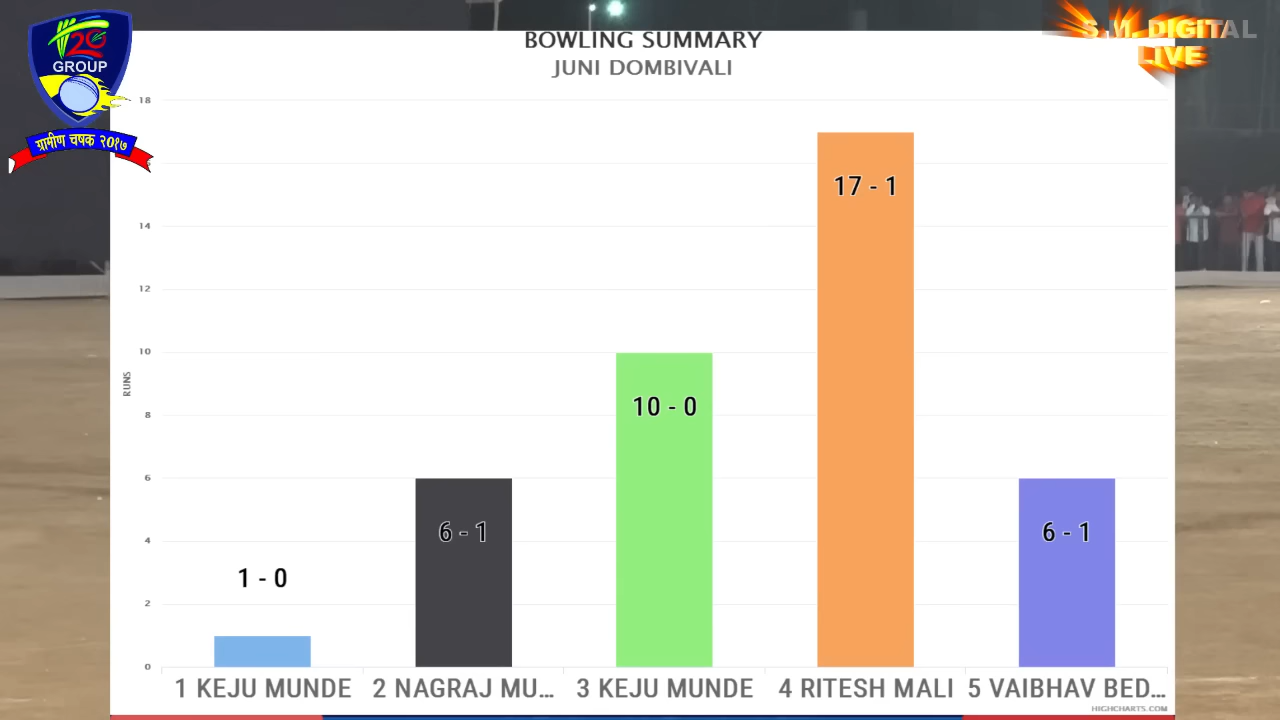 T20
GROUP
ग्रामीण चषक २०१७
S.M. DIGITAL
LIVE
BOWLING SUMMARY
JUNI DOMBIVALI
18
14
12
10
8
6
4
2
0
RUNS
1 - 0
6 - 1
10 - 0
17 - 1
6 - 1
1 KEJU MUNDE
2 NAGRAJ MU...
3 KEJU MUNDE
4 RITESH MALI
5 VAIBHAV BED...
HIGHCHARTS.COM